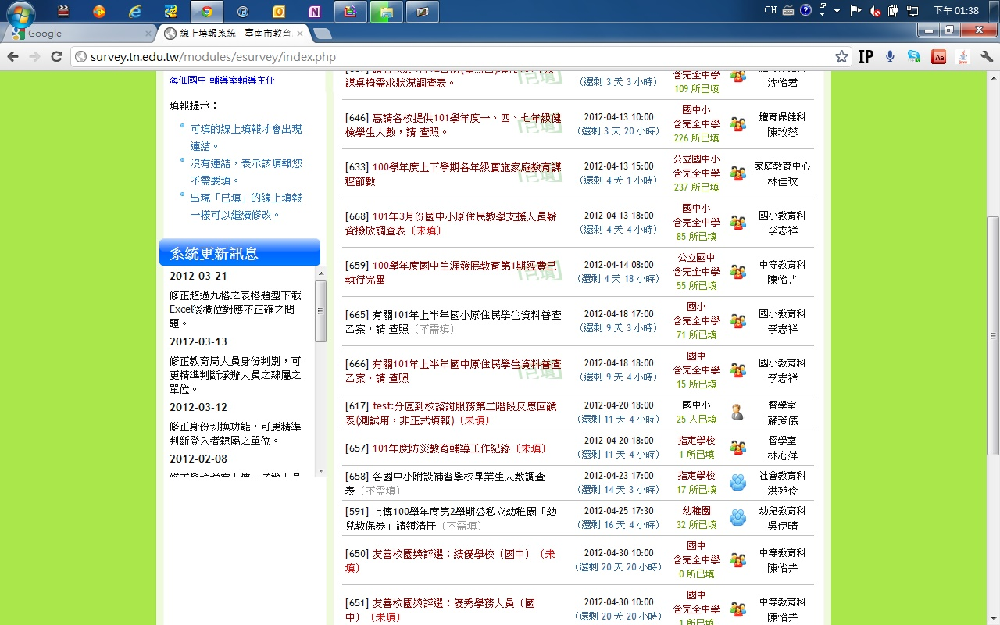 CH
下午 01:38
Google
線上填報系統 - 臺南市教育
survey.tn.edu.tw/modules/esurvey/index.php
IP
海佃國中 輔導室輔導主任
填報提示：
可填的線上填報才會出現
連結。
沒有連結，表示該填報您
不需要填。
出現「已填」的線上填報
一樣可以繼續修改。
系統更新訊息
2012-03-21
修正超過九格之表格題型下載
Excel後欄位對應不正確之問
題。
2012-03-13
修正教育局人員身份判別，可
更精準判斷承辦人員之隸屬之
單位。
2012-03-12
修正身份切換功能，可更精準
判斷登入者隸屬之單位。
2012-02-08
課桌椅需求狀況調查表。
(還剩 3 天 3 小時)
含完全中學
109 所已填
沈怡君
[646] 惠請各校提供101學年度一、四、七年級健
檢學生人數，請 查照。
已填
2012-04-13 10:00
(還剩 3 天 20 小時)
國中小
含完全中學
226 所已填
體育保健科
陳玫蓉
[633] 100學年度上下學期各年級實施家庭教育課
程節數
已填
2012-04-13 15:00
(還剩 4 天 1 小時)
公立國中小
含完全中學
237 所已填
家庭教育中心
林佳玟
[668] 101年3月份國中小原住民教學支援人員薪
資撥放調查表〔未填〕
2012-04-13 18:00
(還剩 4 天 4 小時)
國中小
含完全中學
85 所已填
國小教育科
李志祥
[659] 100學年度國中生涯發展教育第1期經費已
執行完畢
已填
2012-04-14 08:00
(還剩 4 天 18 小時)
公立國中
含完全中學
55 所已填
中等教育科
陳怡卉
[665] 有關101年上半年國小原住民學生資料普查
乙案，請 查照〔不需填〕
2012-04-18 17:00
(還剩 9 天 3 小時)
國小
含完全中學
71 所已填
國小教育科
李志祥
[666] 有關101年上半年國中原住民學生資料普查
乙案，請 查照
已填
2012-04-18 18:00
(還剩 9 天 4 小時)
國中
含完全中學
15 所已填
國小教育科
李志祥
[617] test:分區到校諮詢服務第二階段反思回饋
表(測試用，非正式填報)〔未填〕
2012-04-20 18:00
(還剩 11 天 4 小時)
國中小
25 人已填
督學室
蘇芳儀
[657] 101年度防災教育輔導工作紀錄〔未填〕
2012-04-20 18:00
(還剩 11 天 4 小時)
指定學校
1 所已填
督學室
林心萍
[658] 各國中小附設補習學校畢業生人數調查
表〔不需填〕
2012-04-23 17:00
(還剩 14 天 3 小時)
指定學校
17 所已填
社會教育科
洪苑伶
[591] 上傳100學年度第2學期公私立幼稚園「幼
兒教保券」請領清冊〔不需填〕
2012-04-25 17:30
(還剩 16 天 4 小時)
幼稚園
32 所已填
幼兒教育科
吳伊晴
[650] 友善校園獎評選：績優學校〔國中〕〔未
填〕
2012-04-30 10:00
(還剩 20 天 20 小時)
國中
含完全中學
0 所已填
中等教育科
陳怡卉
[651] 友善校園獎評選：優秀學務人員〔國
中〕〔未填〕
2012-04-30 10:00
(還剩 20 天 20 小時)
國中
含完全中學
1 所已填
中等教育科
陳怡卉